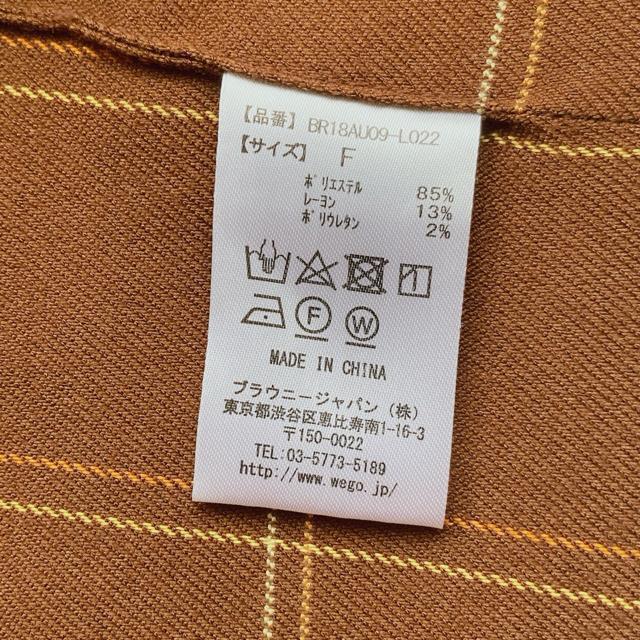 【品番】 BR18AU09-L022
【サイズ】 F
ポリエステル 85%
レーヨン 13%
ポリウレタン 2%
F W
MADE IN CHINA
ブラウニージャパン（株）
東京都渋谷区恵比寿南1-16-3
〒150-0022
TEL:03-5773-5189
http://www.wego.jp/